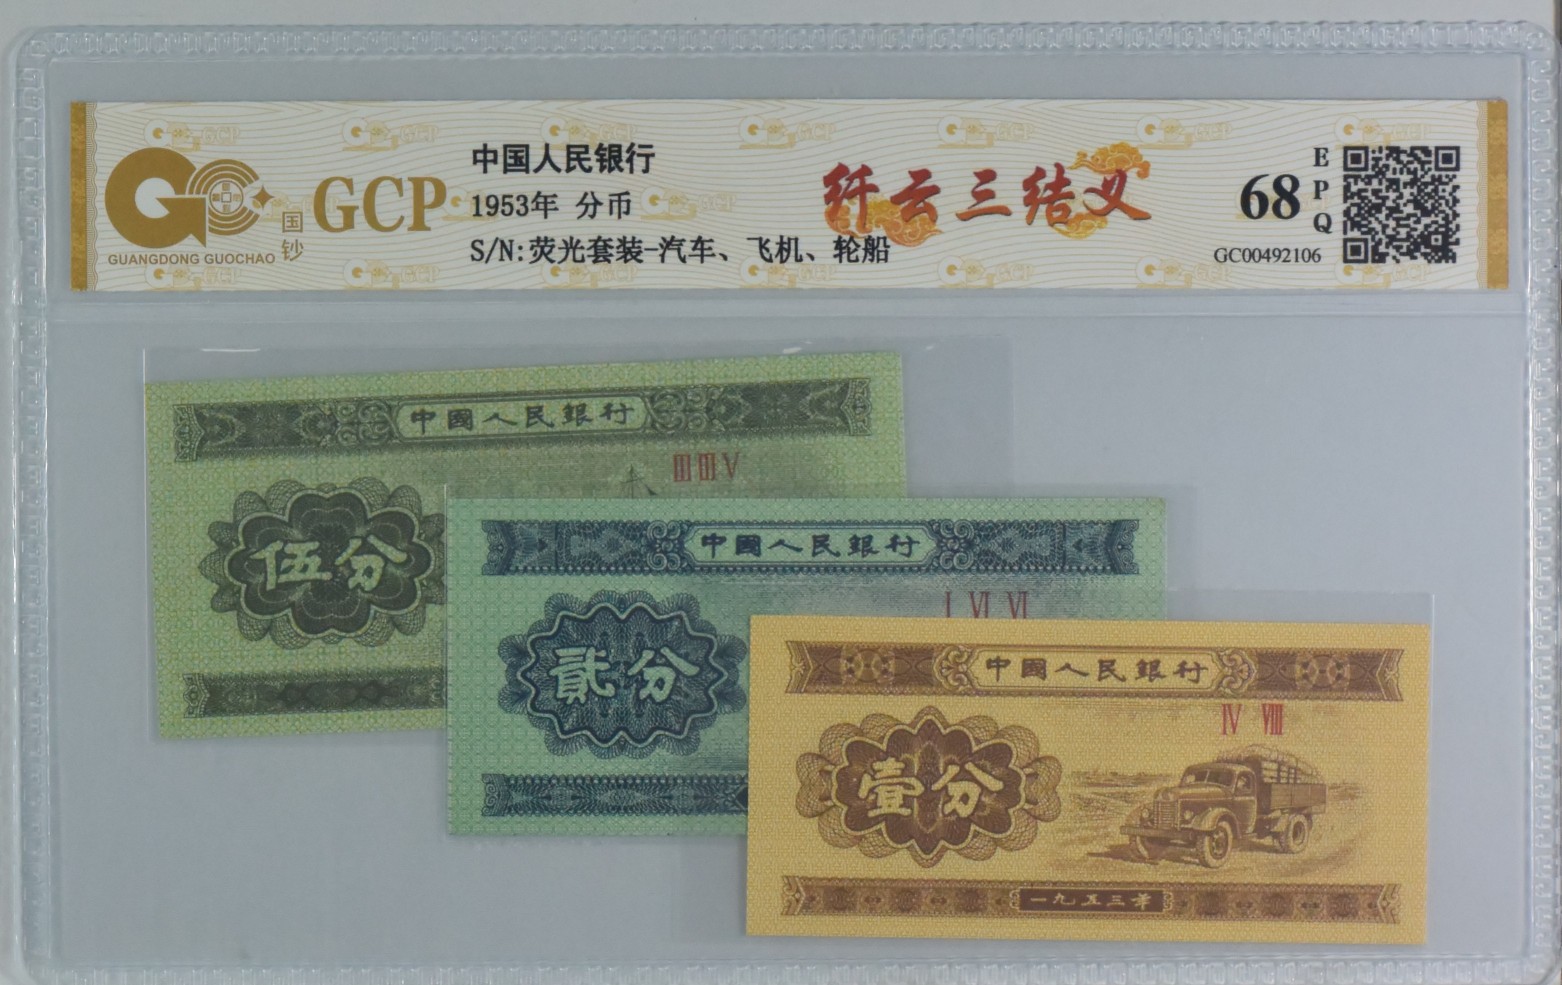 GUANGDONG GUOCHAO
国钞
GCP
中国人民银行
1953年 分币
S/N:荧光套装-汽车、飞机、轮船
纤云三结义
68
EPQ
GC00492106
中國人民銀行
ⅢⅢⅤ
伍分
中國人民銀行
Ⅰ Ⅵ Ⅵ
貳分
中國人民銀行
Ⅳ Ⅷ
壹分
一九五三年